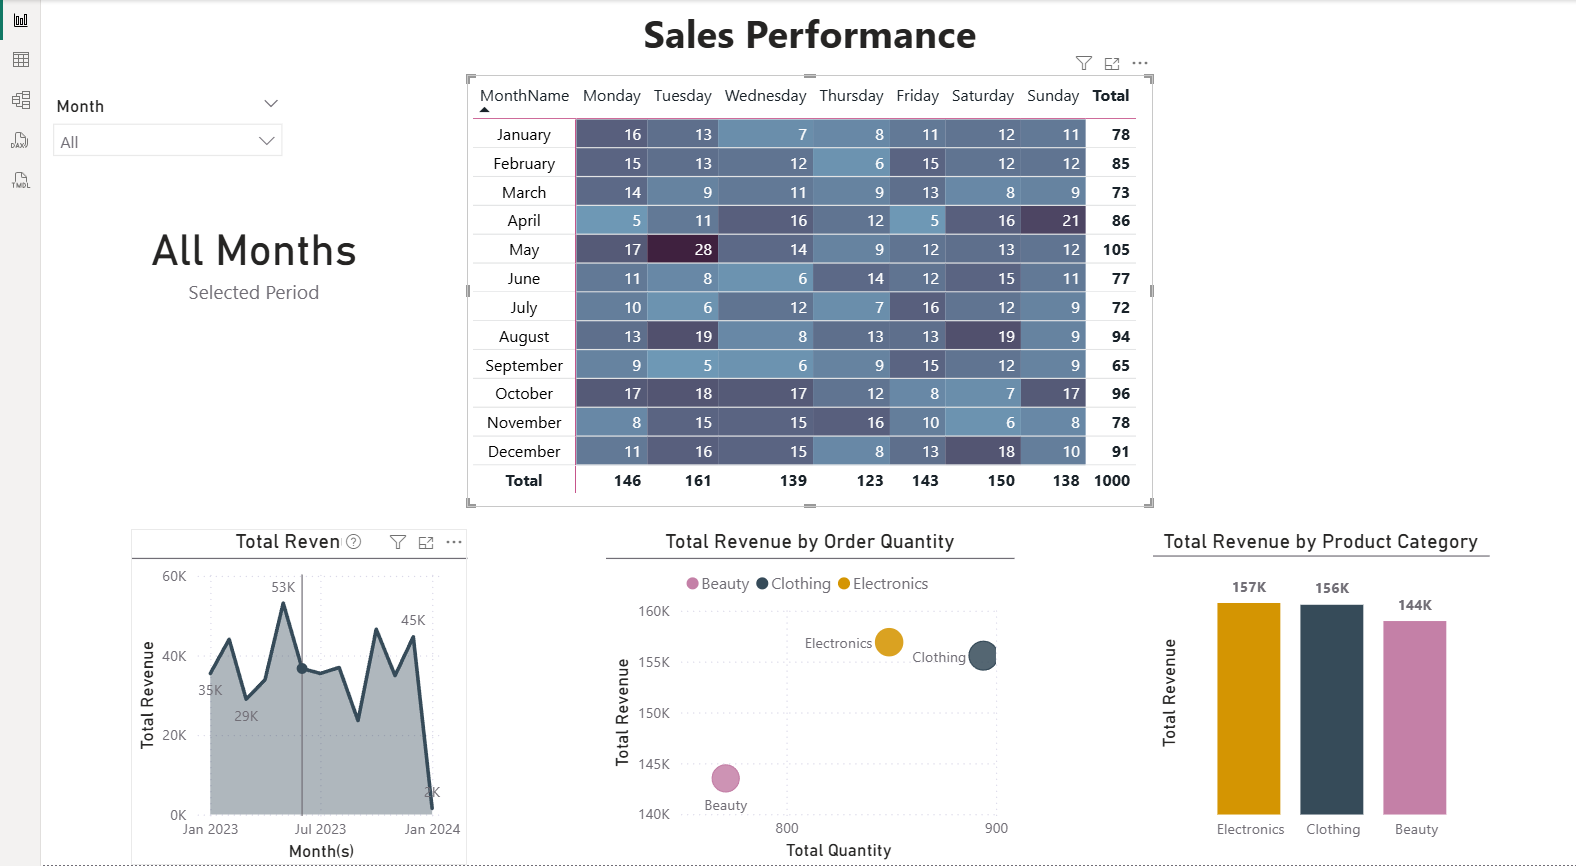 Sales Performance
Month
All
All Months
Selected Period
MonthName Monday Tuesday Wednesday Thursday Friday Saturday Sunday Total
January 16 13 7 8 11 12 11 78
February 15 13 12 6 15 12 12 85
March 14 9 11 9 13 8 9 73
April 5 11 16 12 5 16 21 86
May 17 28 14 9 12 13 12 105
June 11 8 6 14 12 15 11 77
July 10 6 12 7 16 12 9 72
August 13 19 8 13 13 19 9 94
September 9 5 6 9 15 12 9 65
October 17 18 17 12 8 7 17 96
November 8 15 15 16 10 6 8 78
December 11 16 15 8 13 18 10 91
Total 146 161 139 123 143 150 138 1000
DAX
TMDL
Total Reven
Total Revenue
60K
40K
20K
0K
53K
45K
35K
29K
2K
Jan 2023 Jul 2023 Jan 2024
Month(s)
Total Revenue by Order Quantity
Beauty Clothing Electronics
Total Revenue
160K
155K
150K
145K
140K
Electronics
Clothing
Beauty
800 900
Total Quantity
Total Revenue by Product Category
Total Revenue
157K 156K 144K
Electronics Clothing Beauty